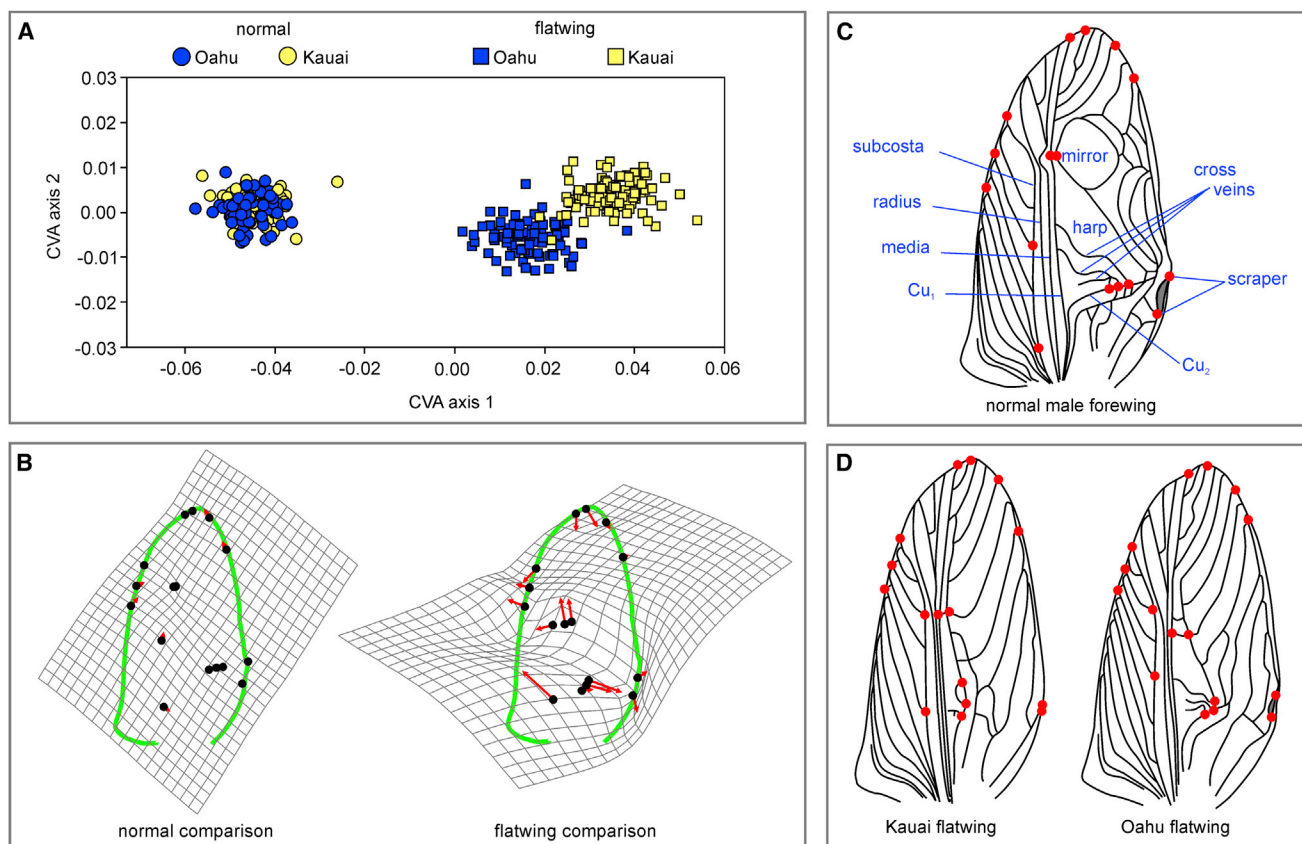 A
normal
flatwing
Oahu
Kauai
Oahu
Kauai
0.03
0.02
0.01
0.00
-0.01
-0.02
-0.03
CVA axis 2
-0.06
-0.04
-0.02
0.00
0.02
0.04
0.06
CVA axis 1
B
normal comparison
flatwing comparison
C
subcosta
radius
media
Cu1
mirror
harp
cross
veins
scraper
Cu2
normal male forewing
D
Kauai flatwing
Oahu flatwing